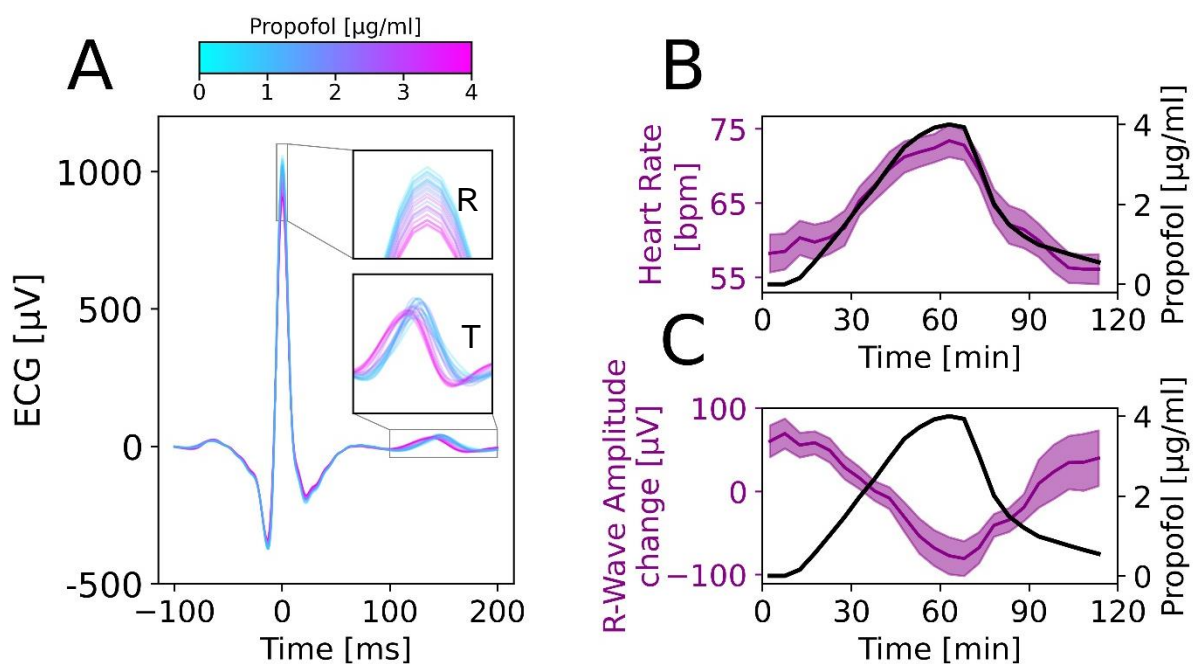 A
Propofol [µg/ml]
0 1 2 3 4
ECG [µV]
1000
500
0
-500
R
T
−100 0 100 200
Time [ms]
B
Heart Rate
[bpm]
75
65
55
4
2
0
Propofol [µg/ml]
0 30 60 90 120
Time [min]
C
R-Wave Amplitude
change [µV]
100
0
−100
4
2
0
Propofol [µg/ml]
0 30 60 90 120
Time [min]